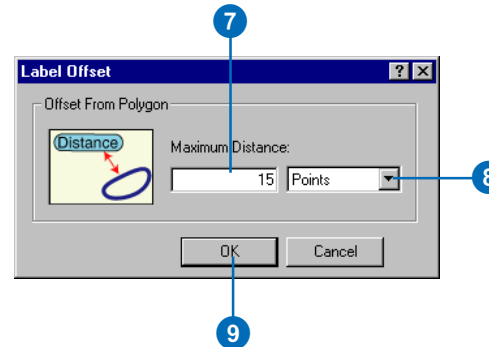 7
Label Offset
Offset From Polygon
Distance
Maximum Distance:
15 Points
8
OK Cancel
9